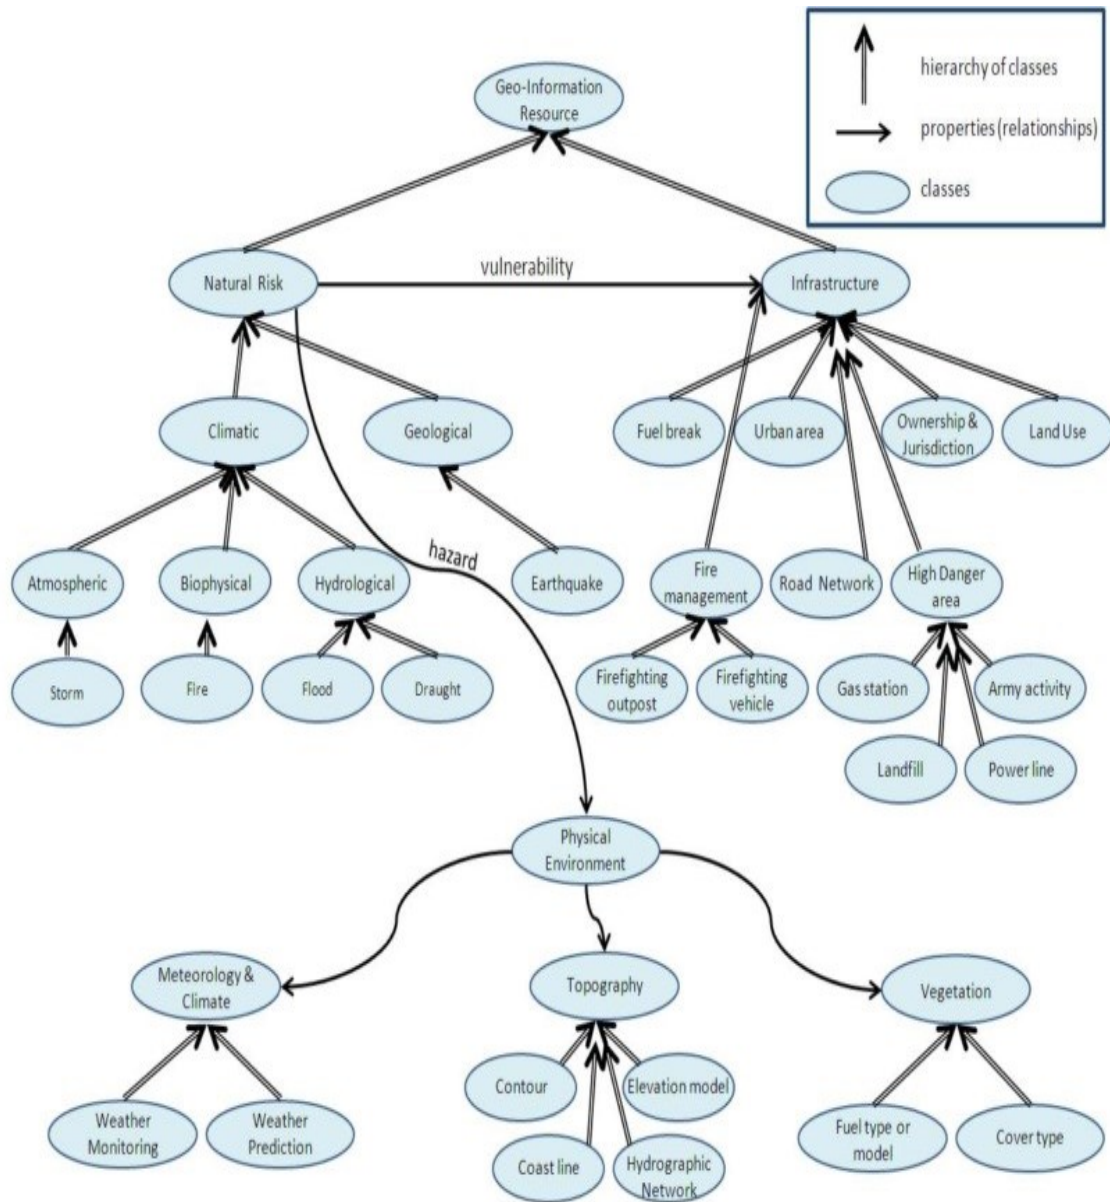 Geo-Information
Resource
hierarchy of classes
properties (relationships)
classes
Natural Risk
vulnerability
Infrastructure
Climatic
Geological
Fuel break
Urban area
Ownership &
Jurisdiction
Land Use
hazard
Atmospheric
Biophysical
Hydrological
Earthquake
Fire
management
Road Network
High Danger
area
Storm
Fire
Flood
Draught
Firefighting
outpost
Firefighting
vehicle
Gas station
Army activity
Landfill
Power line
Physical
Environment
Meteorology &
Climate
Topography
Vegetation
Contour
Elevation model
Weather
Monitoring
Weather
Prediction
Coast line
Hydrographic
Network
Fuel type or
model
Cover type